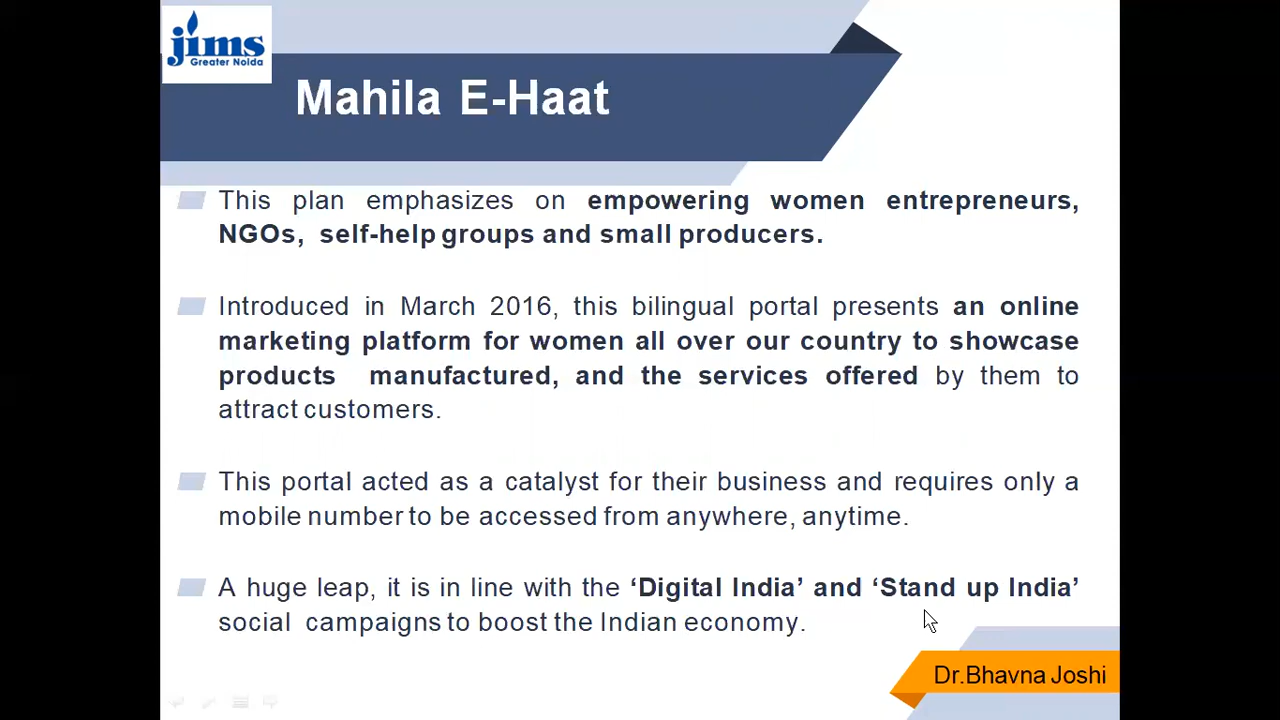 jims
Greater Noida
Mahila E-Haat
This plan emphasizes on empowering women entrepreneurs,
NGOs, self-help groups and small producers.
Introduced in March 2016, this bilingual portal presents an online
marketing platform for women all over our country to showcase
products manufactured, and the services offered by them to
attract customers.
This portal acted as a catalyst for their business and requires only a
mobile number to be accessed from anywhere, anytime.
A huge leap, it is in line with the ‘Digital India’ and ‘Stand up India’
social campaigns to boost the Indian economy.
Dr.Bhavna Joshi